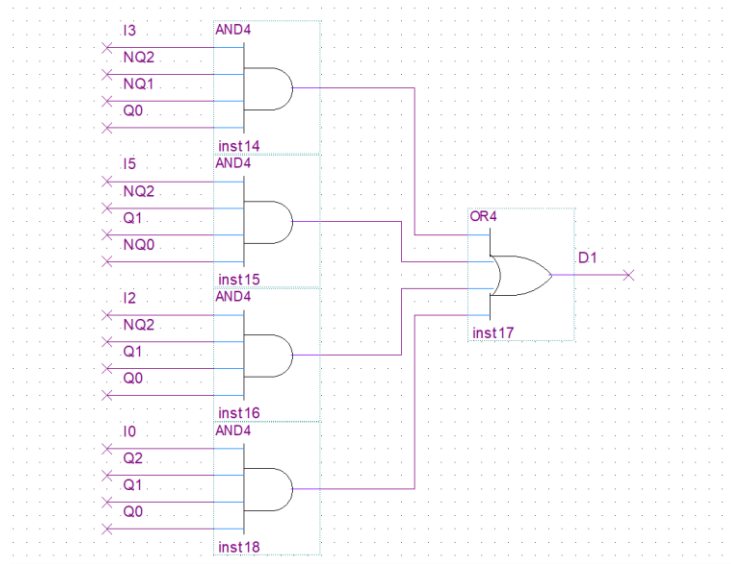 I3
AND4
NQ2
NQ1
Q0
inst14
I5
AND4
NQ2
Q1
NQ0
inst15
I2
AND4
NQ2
Q1
Q0
inst16
I0
AND4
Q2
Q1
Q0
inst18
OR4
D1
inst17